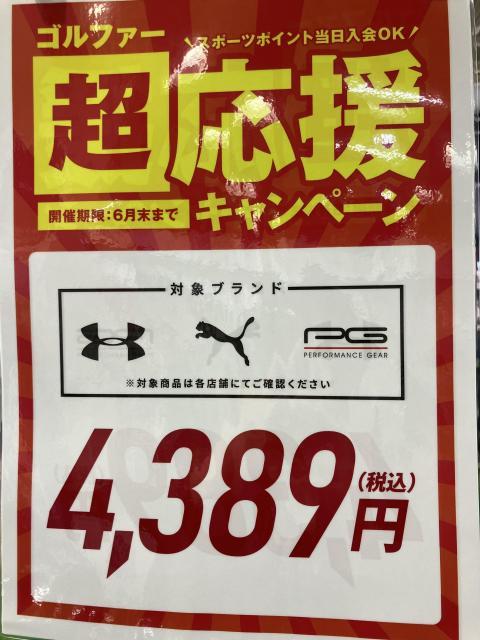 ゴルファー
\スポーツポイント当日入会OK/
超応援
開催期限:6月末まで
キャンペーン
対象ブランド
PG
PERFORMANCE GEAR
※対象商品は各店舗にてご確認ください
4,389円(税込)